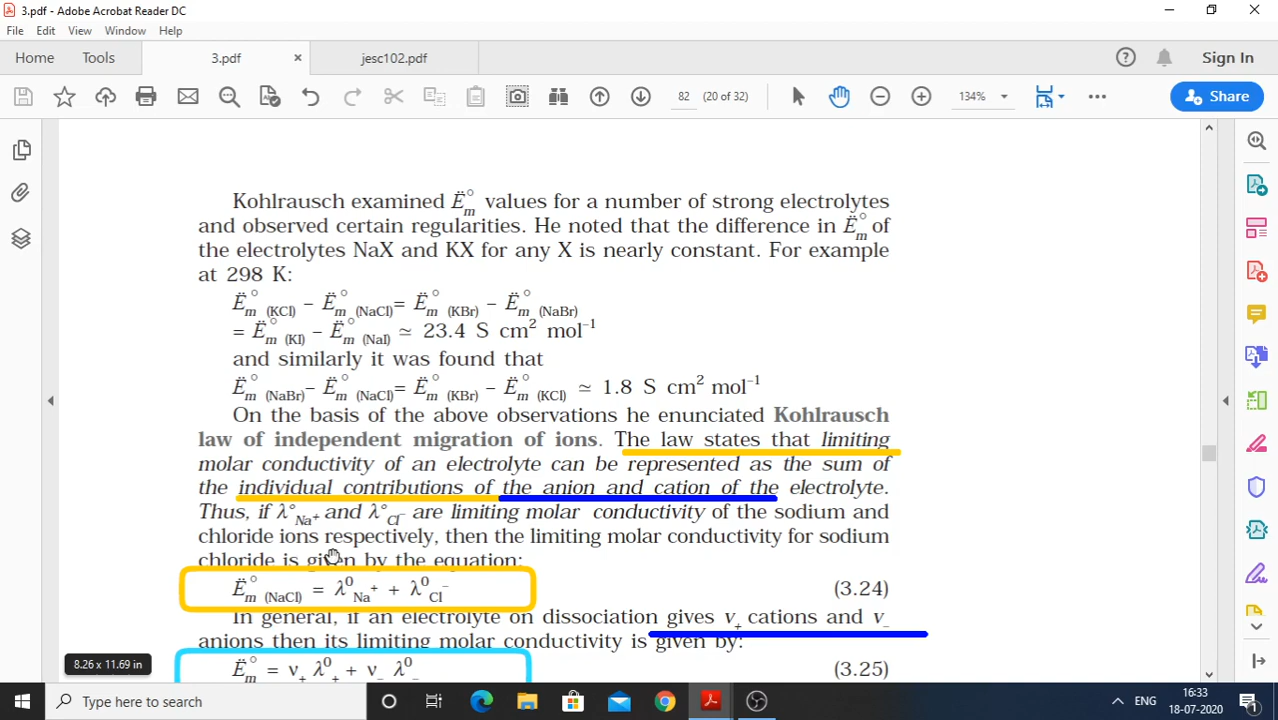 3.pdf - Adobe Acrobat Reader DC
File Edit View Window Help
Home Tools 3.pdf × jesc102.pdf Sign In
82 (20 of 32) 134% Share
Kohlrausch examined Ë°m values for a number of strong electrolytes
and observed certain regularities. He noted that the difference in Ë°m of
the electrolytes NaX and KX for any X is nearly constant. For example
at 298 K:
Ë°m (KCl) – Ë°m (NaCl)= Ë°m (KBr) – Ë°m (NaBr)
= Ë°m (KI) – Ë°m (NaI) ≃ 23.4 S cm² mol⁻¹
and similarly it was found that
Ë°m (NaBr)– Ë°m (NaCl)= Ë°m (KBr) – Ë°m (KCl) ≃ 1.8 S cm² mol⁻¹
On the basis of the above observations he enunciated Kohlrausch
law of independent migration of ions. The law states that limiting
molar conductivity of an electrolyte can be represented as the sum of
the individual contributions of the anion and cation of the electrolyte.
Thus, if λ°Na⁺ and λ°Cl⁻ are limiting molar conductivity of the sodium and
chloride ions respectively, then the limiting molar conductivity for sodium
chloride is given by the equation:
Ë°m (NaCl) = λ⁰Na⁺ + λ⁰Cl⁻ (3.24)
In general, if an electrolyte on dissociation gives ν₊ cations and ν₋
anions then its limiting molar conductivity is given by:
Ë°m = ν₊ λ⁰₊ + ν₋ λ⁰₋ (3.25)
8.26 x 11.69 in
Type here to search
ENG 16:33
18-07-2020
1